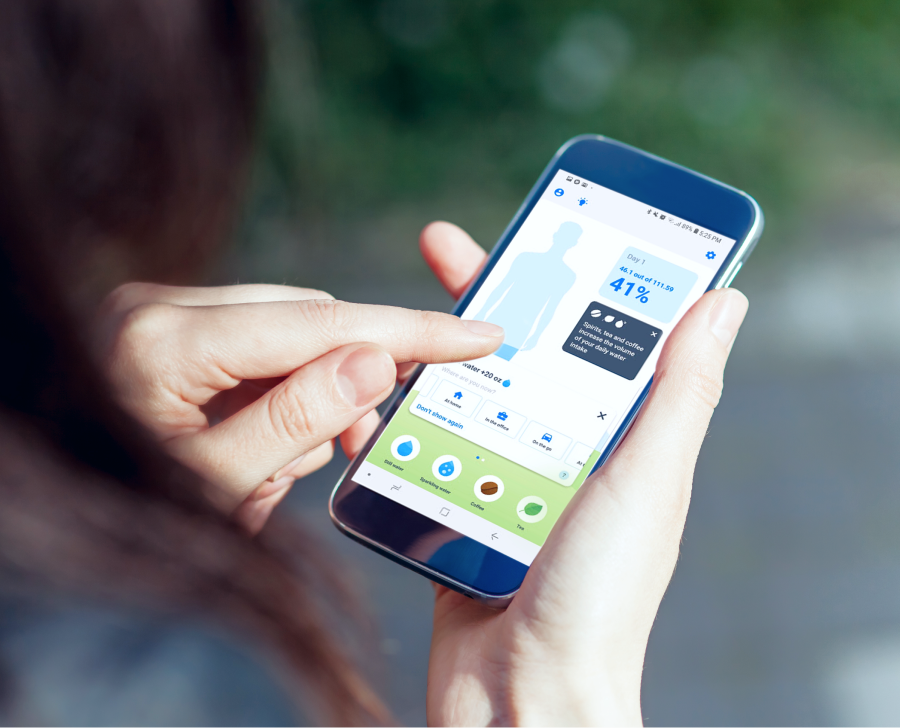 89% 5:25 PM
Day 1
46.1 out of 111.59
41%
Spirits, tea and coffee
increase the volume
of your daily water
intake
water +20 oz
Where are you now?
At home
In the office
On the go
At
Don't show again
?
Still water
Sparkling water
Coffee
Tea